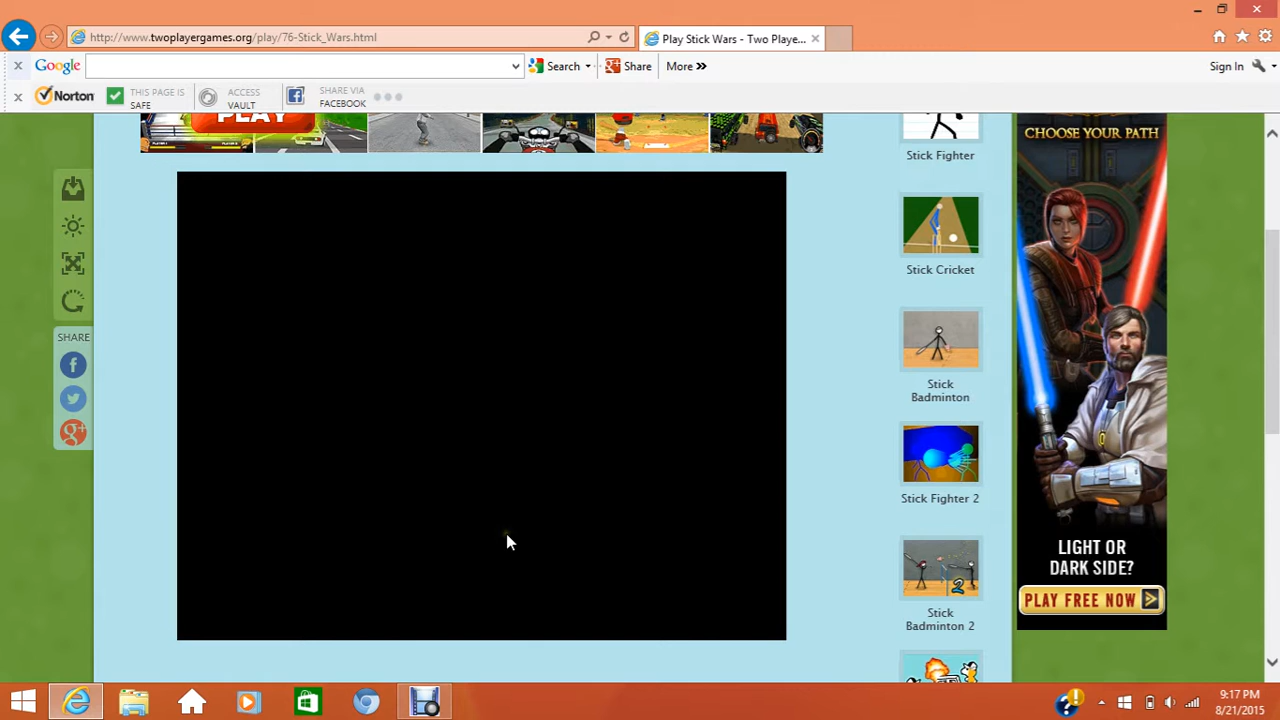 http://www.twoplayergames.org/play/76-Stick_Wars.html
Play Stick Wars - Two Playe...
Google
Search
Share
More »
Sign In
Norton
THIS PAGE IS
SAFE
ACCESS
VAULT
SHARE VIA
FACEBOOK
PLAY
CHOOSE YOUR PATH
Stick Fighter
Stick Cricket
SHARE
Stick
Badminton
Stick Fighter 2
LIGHT OR
DARK SIDE?
PLAY FREE NOW
2
Stick
Badminton 2
9:17 PM
8/21/2015